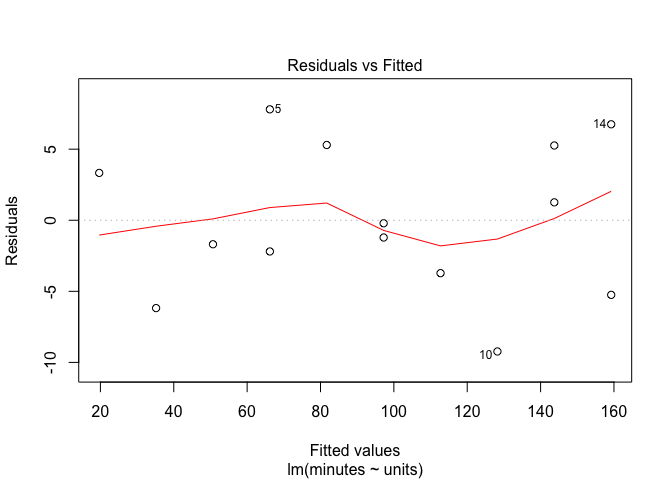 Residuals vs Fitted
Residuals
5
0
-5
-10
5
14
10
20 40 60 80 100 120 140 160
Fitted values
lm(minutes ~ units)